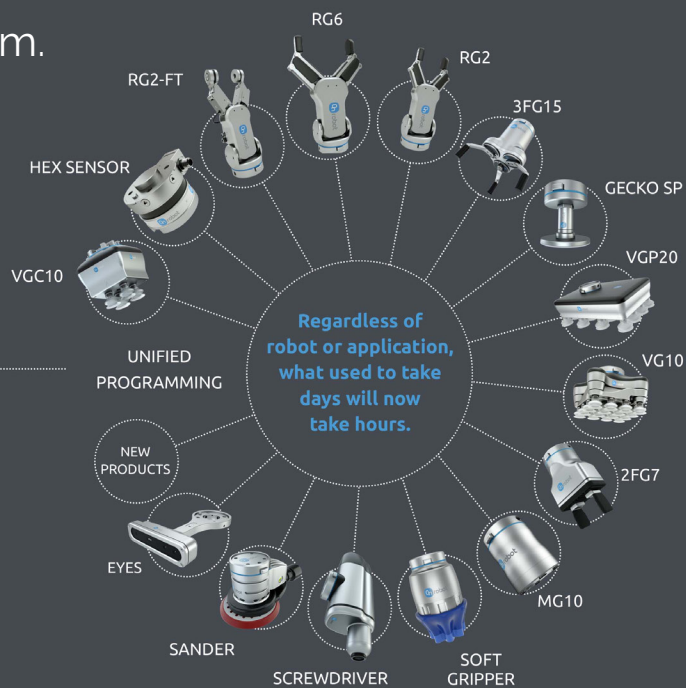 m.
RG6
RG2
RG2-FT
3FG15
HEX SENSOR
GECKO SP
VGP20
VGC10
Regardless of
robot or application,
what used to take
days will now
take hours.
UNIFIED
PROGRAMMING
VG10
NEW
PRODUCTS
2FG7
EYES
MG10
SANDER
SOFT
GRIPPER
SCREWDRIVER